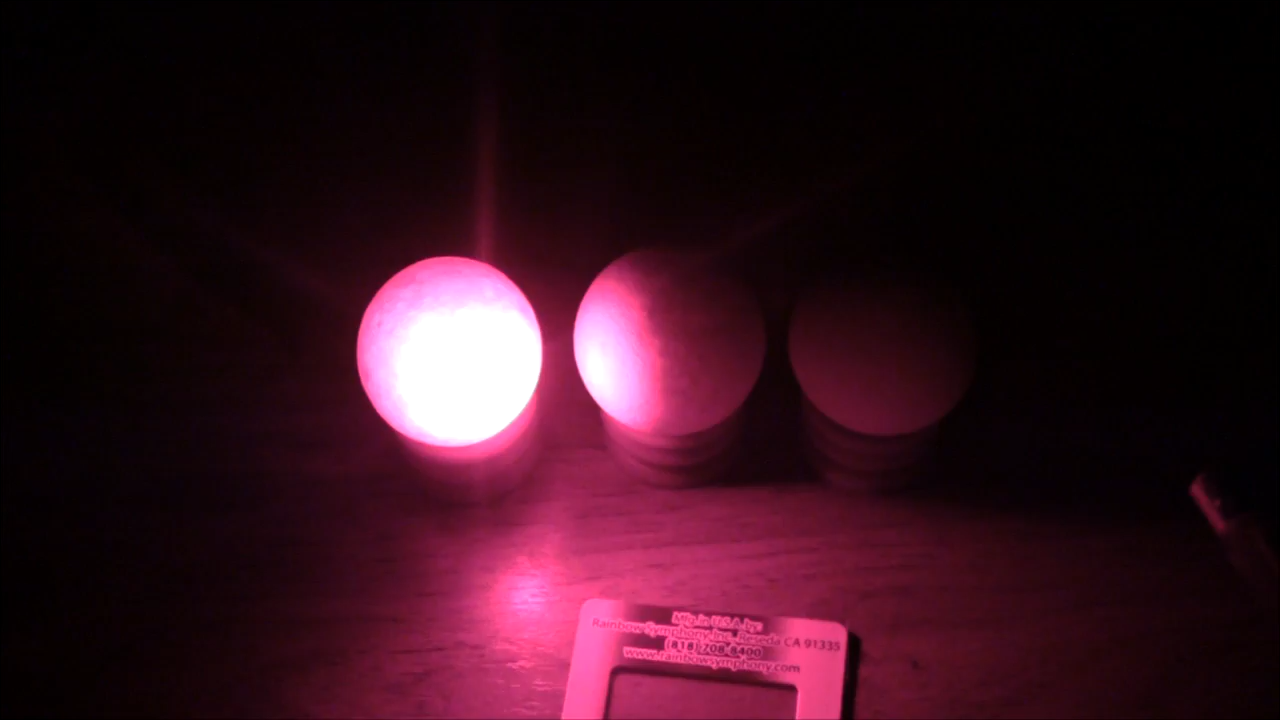 Mfg. in U.S.A. by:
Rainbow Symphony Inc., Reseda CA 91335
(818) 708-8400
www.rainbowsymphony.com